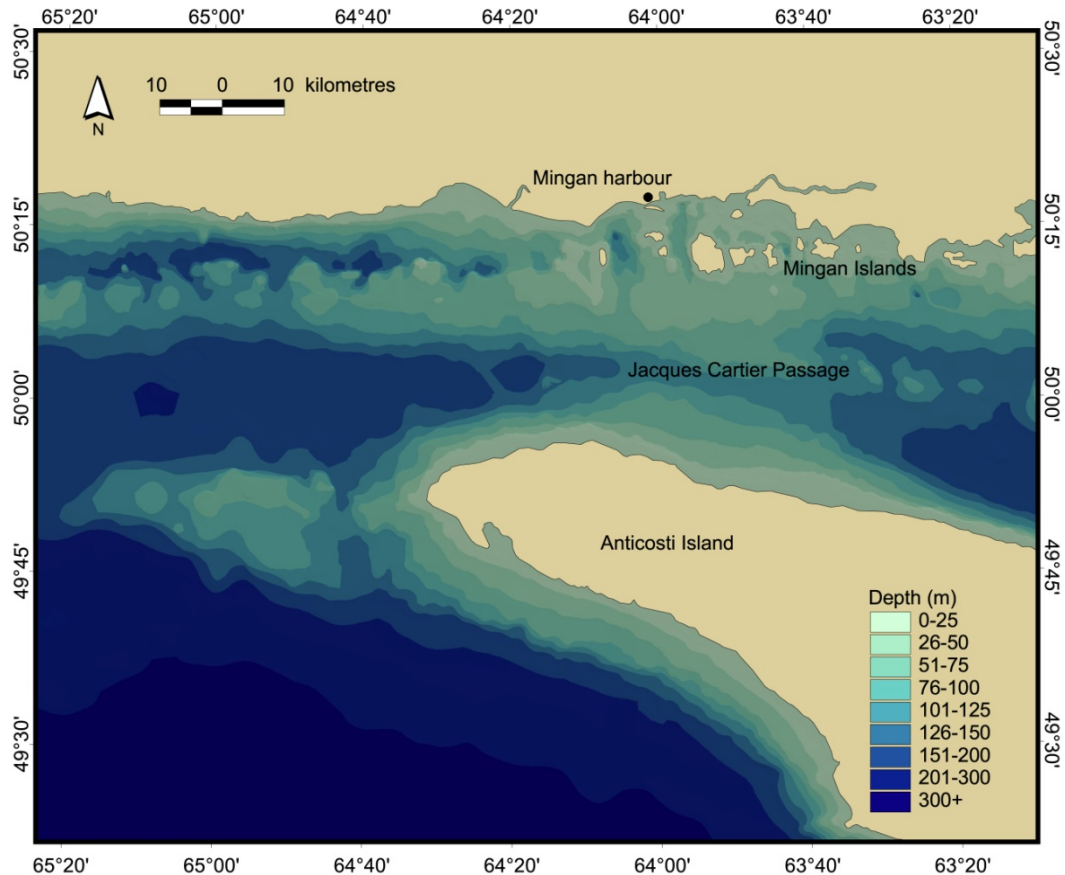 65°20' 65°00' 64°40' 64°20' 64°00' 63°40' 63°20'
50°30' 50°30'
10 0 10 kilometres
N
Mingan harbour
50°15' 50°15'
Mingan Islands
Jacques Cartier Passage
50°00' 50°00'
Anticosti Island
49°45' 49°45'
Depth (m)
0-25
26-50
51-75
76-100
101-125
126-150
151-200
201-300
300+
49°30' 49°30'
65°20' 65°00' 64°40' 64°20' 64°00' 63°40' 63°20'